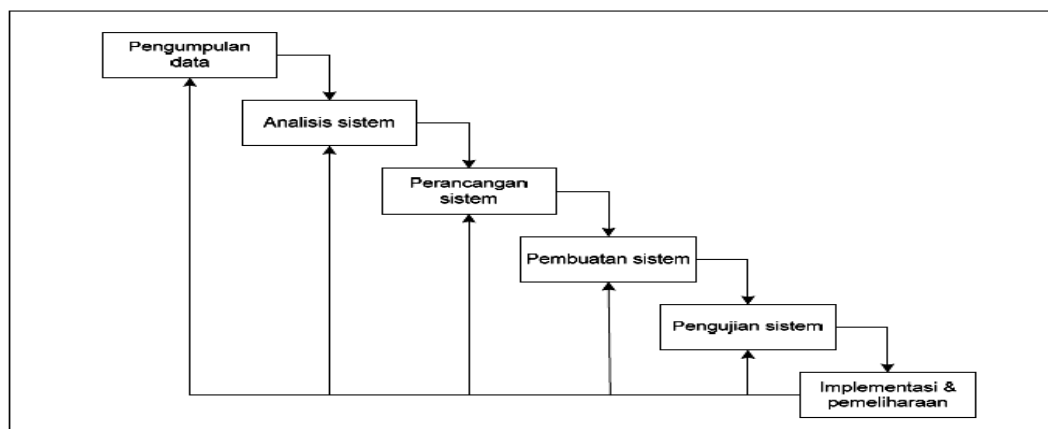 Pengumpulan
data
Analisis sistem
Perancangan
sistem
Pembuatan sistem
Pengujian sistem
Implementasi &
pemeliharaan